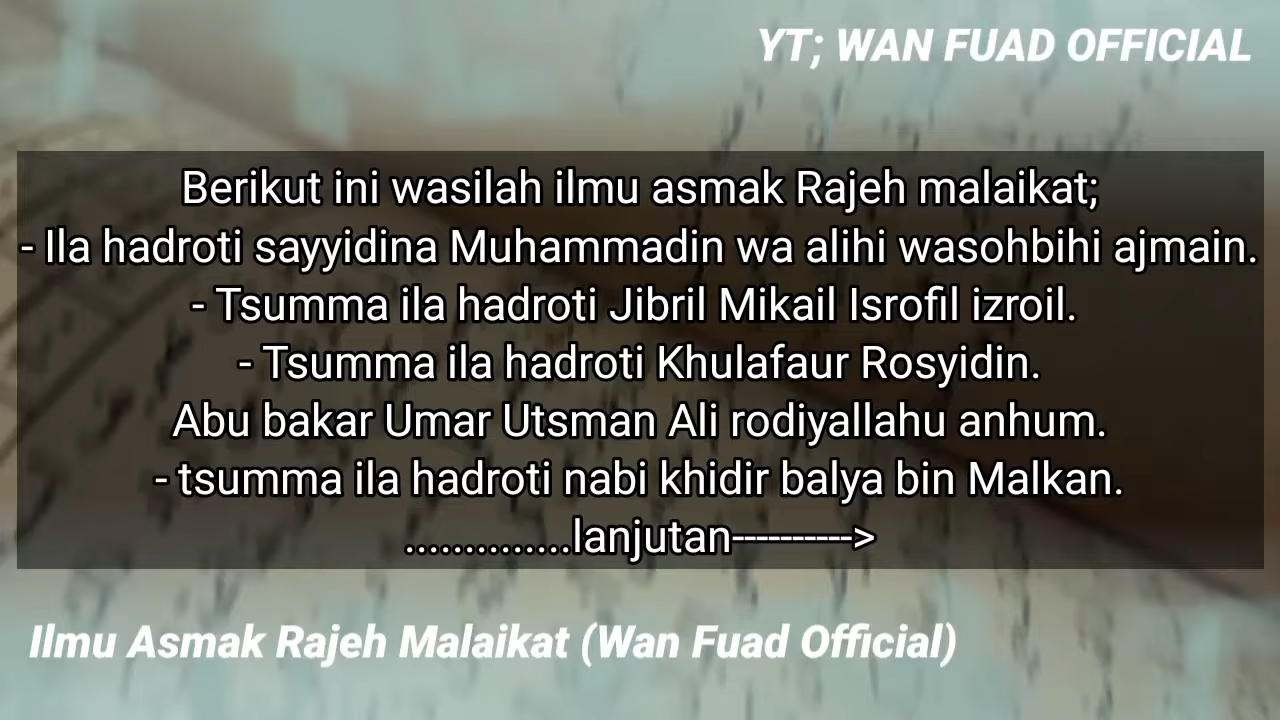 YT; WAN FUAD OFFICIAL
Berikut ini wasilah ilmu asmak Rajeh malaikat;
- Ila hadroti sayyidina Muhammadin wa alihi wasohbihi ajmain.
- Tsumma ila hadroti Jibril Mikail Isrofil izroil.
- Tsumma ila hadroti Khulafaur Rosyidin.
Abu bakar Umar Utsman Ali rodiyallahu anhum.
- tsumma ila hadroti nabi khidir balya bin Malkan.
..............lanjutan---------->
Ilmu Asmak Rajeh Malaikat (Wan Fuad Official)